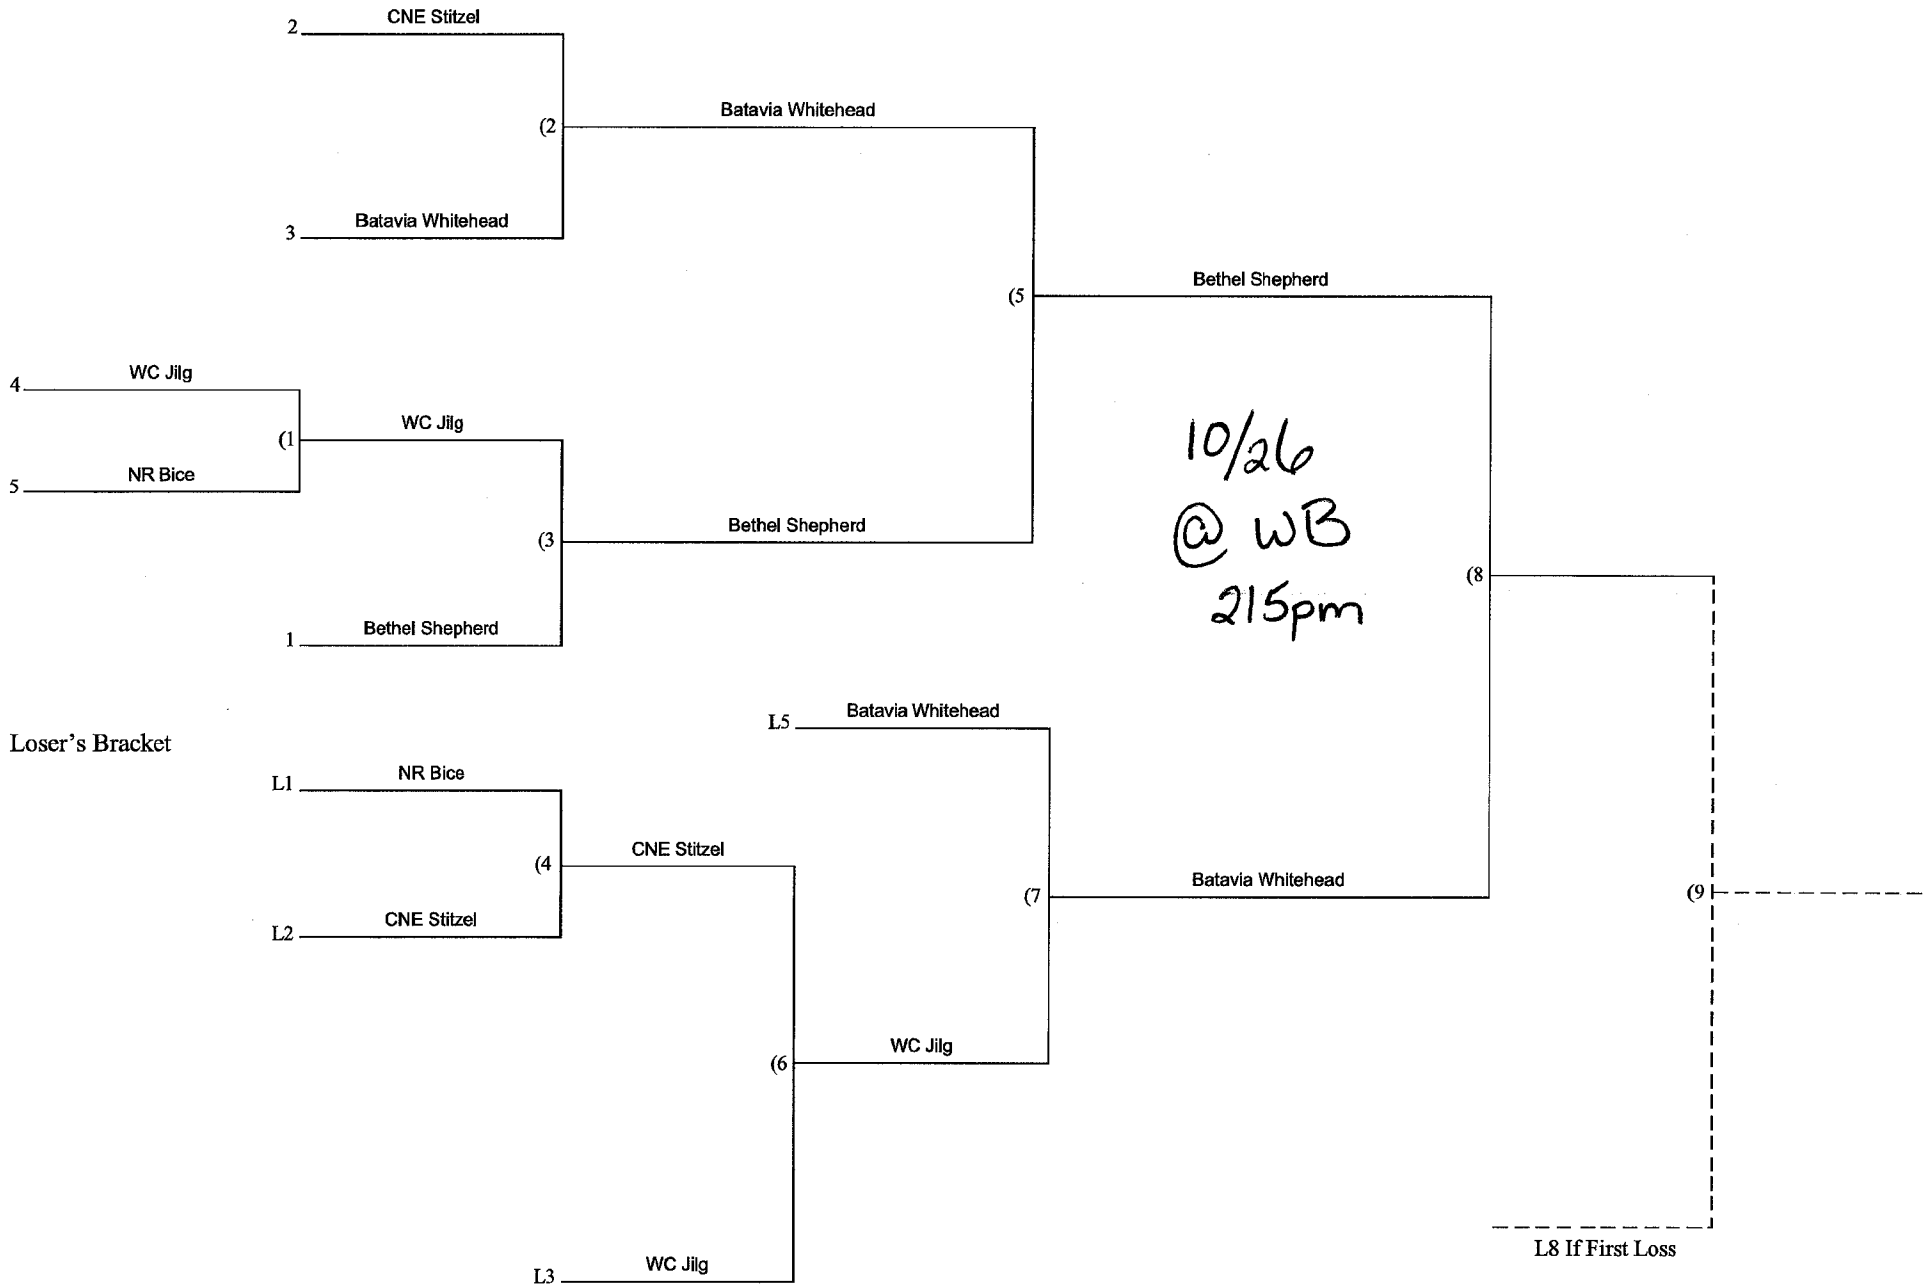 2 CNE Stitzel
(2 Batavia Whitehead
3 Batavia Whitehead
(5 Bethel Shepherd
4 WC Jilg
(1 WC Jilg
5 NR Bice
(3 Bethel Shepherd
1 Bethel Shepherd
10/26
@ WB
215pm
(8
Loser's Bracket
L5 Batavia Whitehead
L1 NR Bice
(4 CNE Stitzel
L2 CNE Stitzel
(7 Batavia Whitehead
(9
(6 WC Jilg
L3 WC Jilg
L8 If First Loss